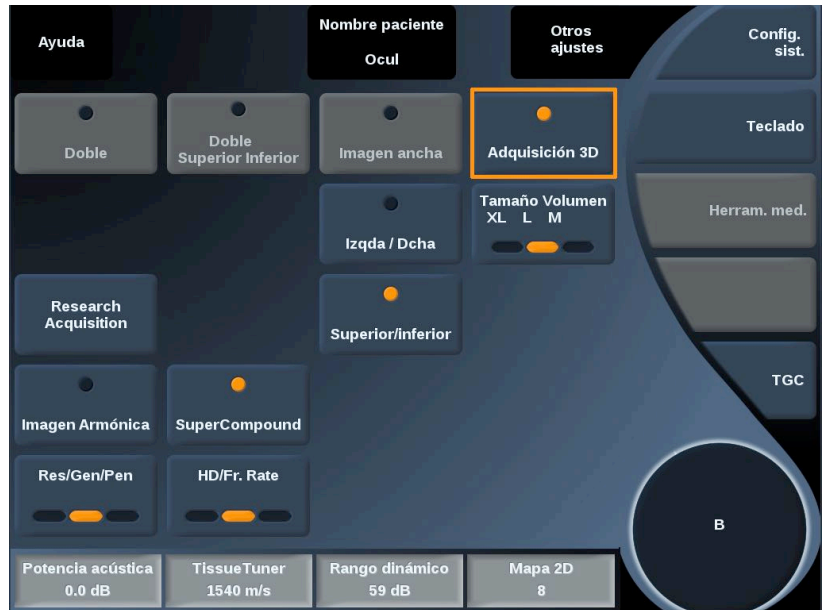 Ayuda
Nombre paciente
Ocul
Otros
ajustes
Config.
sist.
Doble
Doble
Superior Inferior
Imagen ancha
Adquisición 3D
Teclado
Izqda / Dcha
Tamaño Volumen
XL L M
Herram. med.
Research
Acquisition
Superior/inferior
Imagen Armónica
SuperCompound
TGC
Res/Gen/Pen
HD/Fr. Rate
B
Potencia acústica
0.0 dB
TissueTuner
1540 m/s
Rango dinámico
59 dB
Mapa 2D
8